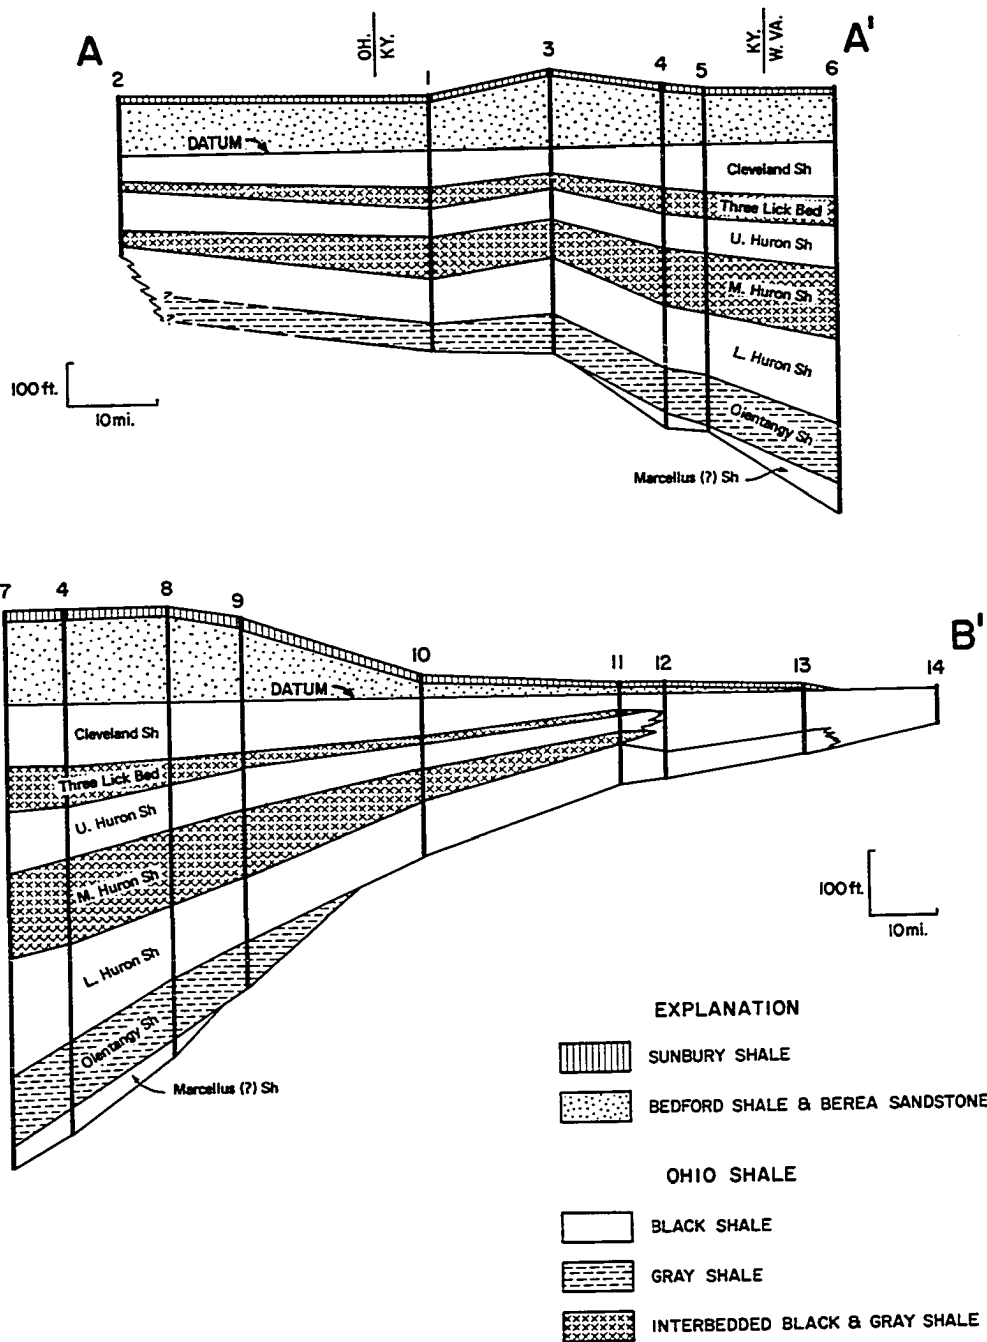 A
OH.
KY.
KY.
W. VA.
A'
2
1
3
4
5
6
DATUM
Cleveland Sh
Three Lick Bed
U. Huron Sh
M. Huron Sh
L. Huron Sh
Olentangy Sh
Marcellus (?) Sh
?
?
100 ft.
10 mi.
7
4
8
9
10
11
12
13
14
B'
DATUM
Cleveland Sh
Three Lick Bed
U. Huron Sh
M. Huron Sh
L. Huron Sh
Olentangy Sh
Marcellus (?) Sh
100 ft.
10 mi.
EXPLANATION
SUNBURY SHALE
BEDFORD SHALE & BEREA SANDSTONE
OHIO SHALE
BLACK SHALE
GRAY SHALE
INTERBEDDED BLACK & GRAY SHALE